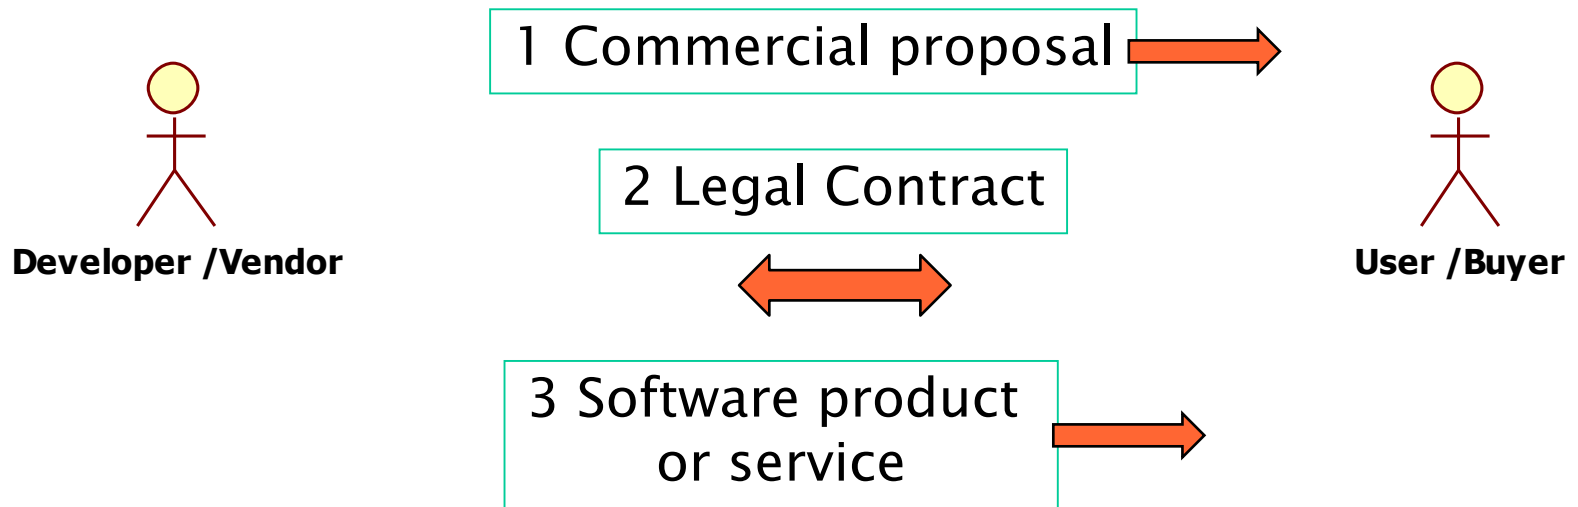 1 Commercial proposal
2 Legal Contract
Developer /Vendor
User /Buyer
3 Software product
or service